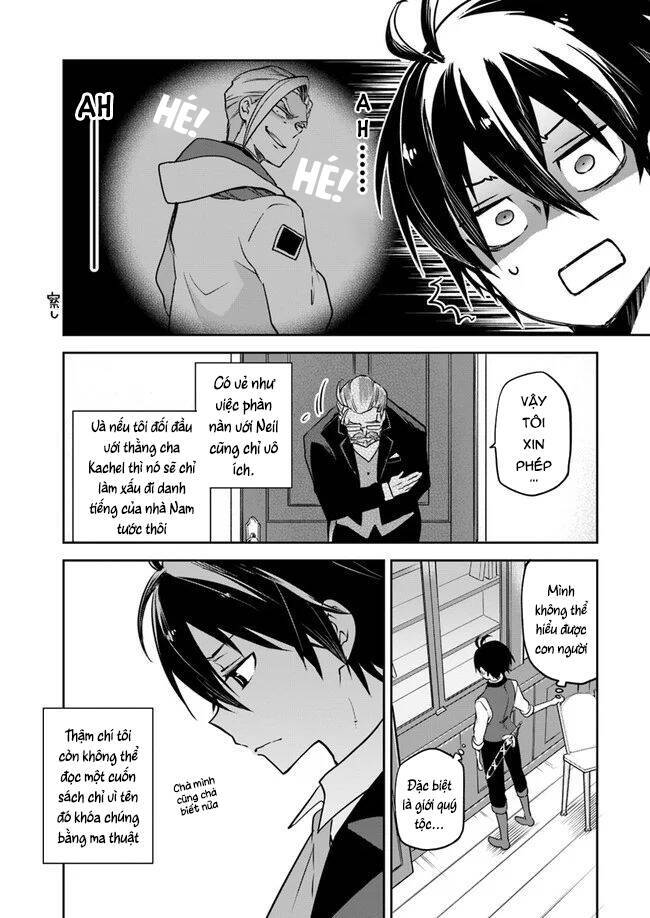 AH
......
HÉ!
HÉ!
AH
VẬY
TÔI
XIN
PHÉP
...
Có vẻ như
việc phàn
nàn với Neil
cũng chỉ vô
ích.
Và nếu tôi đối đầu
với thằng cha
Kachel thì nó sẽ chỉ
làm xấu đi danh
tiếng của nhà Nam
tước thôi
Mình
không thể
hiểu được
con người
Đặc biệt
là giới quý
tộc...
Chà mình
cũng chả
biết nữa
Thậm chí tôi
còn không thể
đọc một cuốn
sách chỉ vì tên
đó khóa chúng
bằng ma thuật